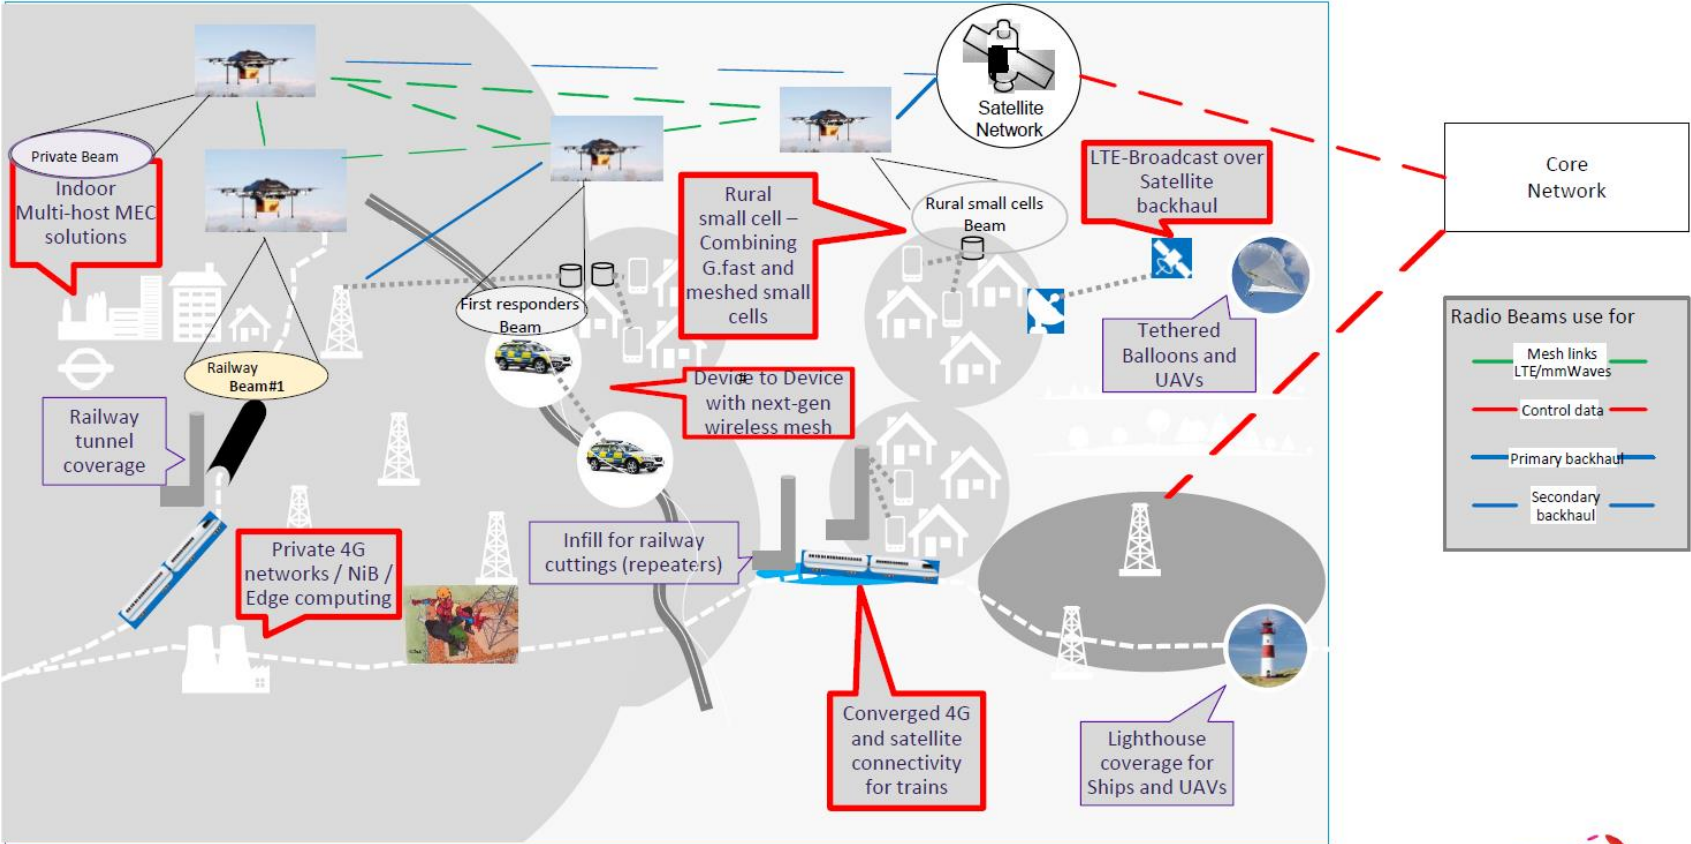 Satellite
Network
Private Beam
Indoor
Multi-host MEC
solutions
Rural
small cell –
Combining
G.fast and
meshed small
cells
Rural small cells
Beam
LTE-Broadcast over
Satellite
backhaul
Core
Network
First responders
Beam
Tethered
Balloons and
UAVs
Railway
Beam#1
Railway
tunnel
coverage
Device to Device
with next-gen
wireless mesh
#
Infill for railway
cuttings (repeaters)
Private 4G
networks / NiB /
Edge computing
Converged 4G
and satellite
connectivity
for trains
Lighthouse
coverage for
Ships and UAVs
Radio Beams use for
Mesh links
LTE/mmWaves
Control data
Primary backhaul
Secondary
backhaul